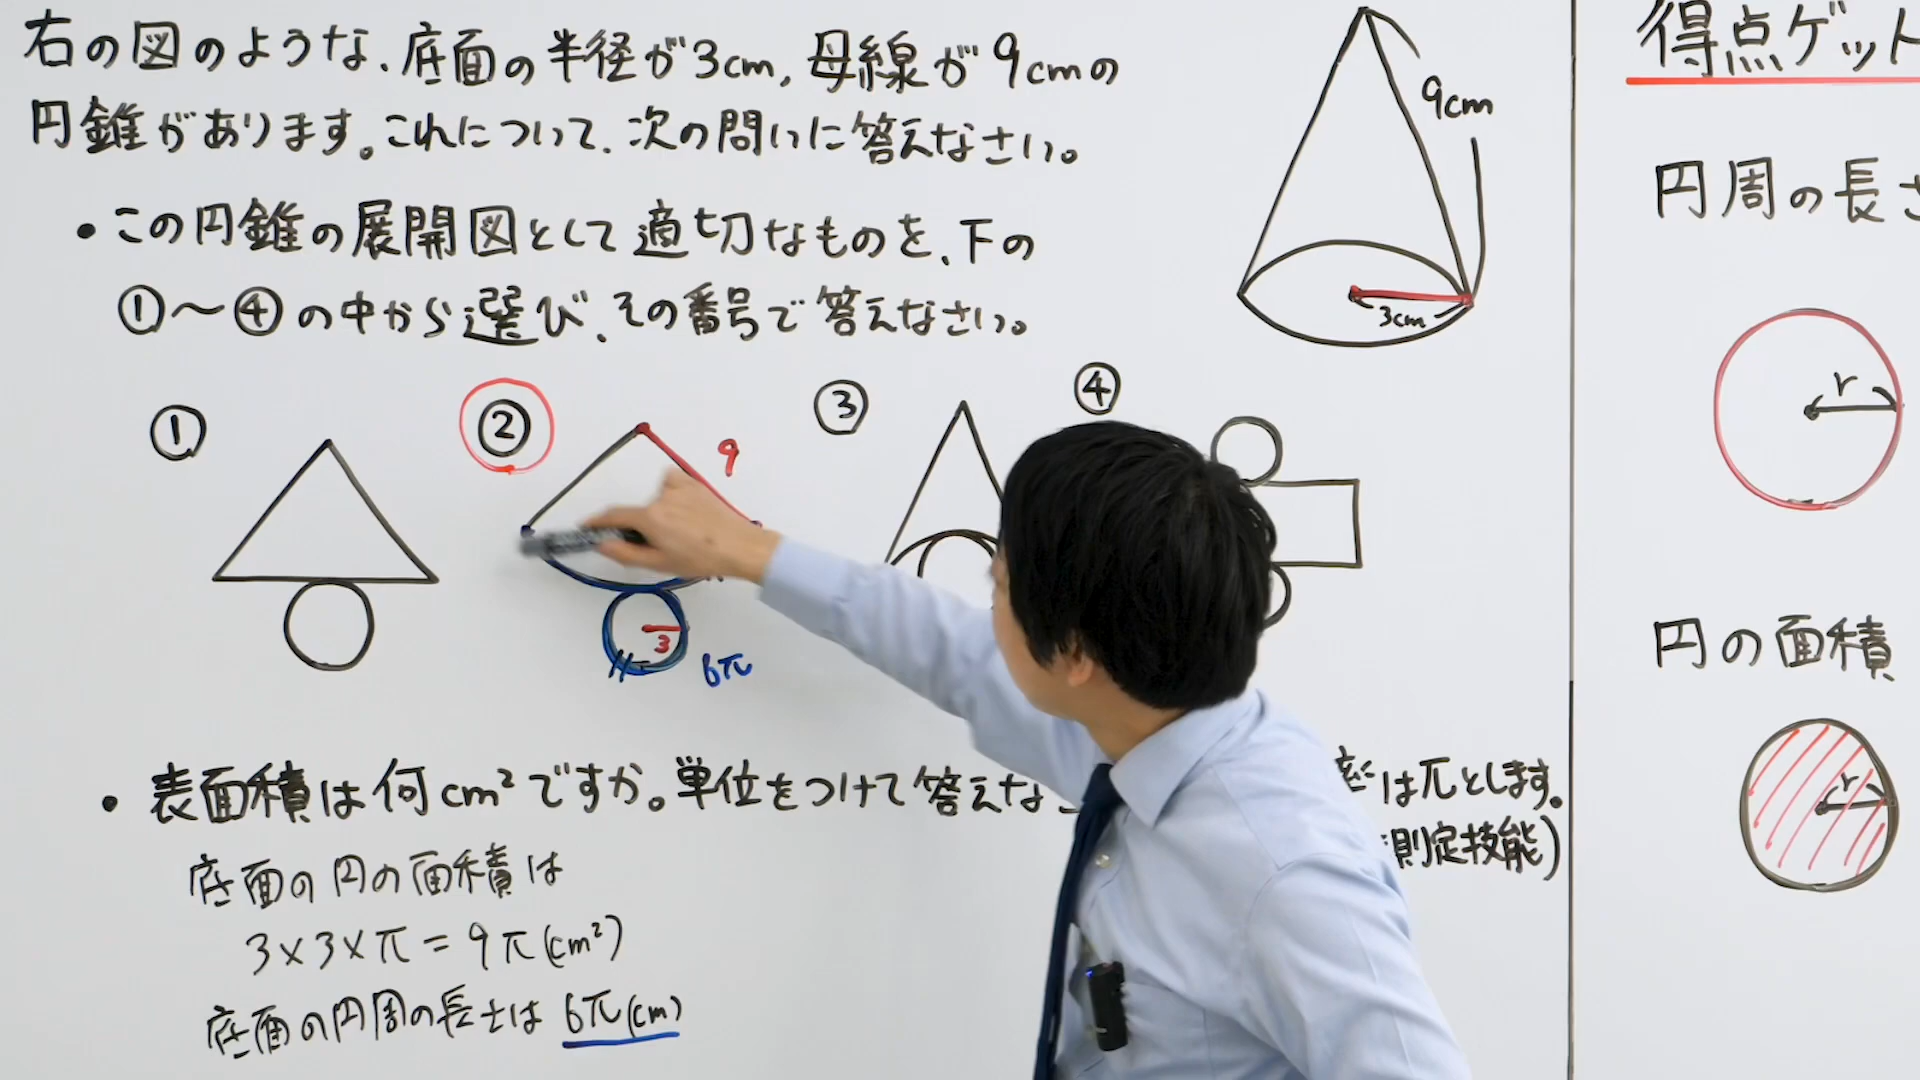 右の図のような、底面の半径が3cm, 母線が9cmの
円錐があります。これについて、次の問いに答えなさい。
・この円錐の展開図として適切なものを、下の
①〜④の中から選び、その番号で答えなさい。
9cm
3cm
①
②
③
④
9
3
6π
・表面積は何cm²ですか。単位をつけて答えな
はπとします。
測定技能)
底面の円の面積は
3×3×π=9π(cm²)
底面の円周の長さは 6π(cm)
得点ゲット
円周の長さ
r
円の面積
r